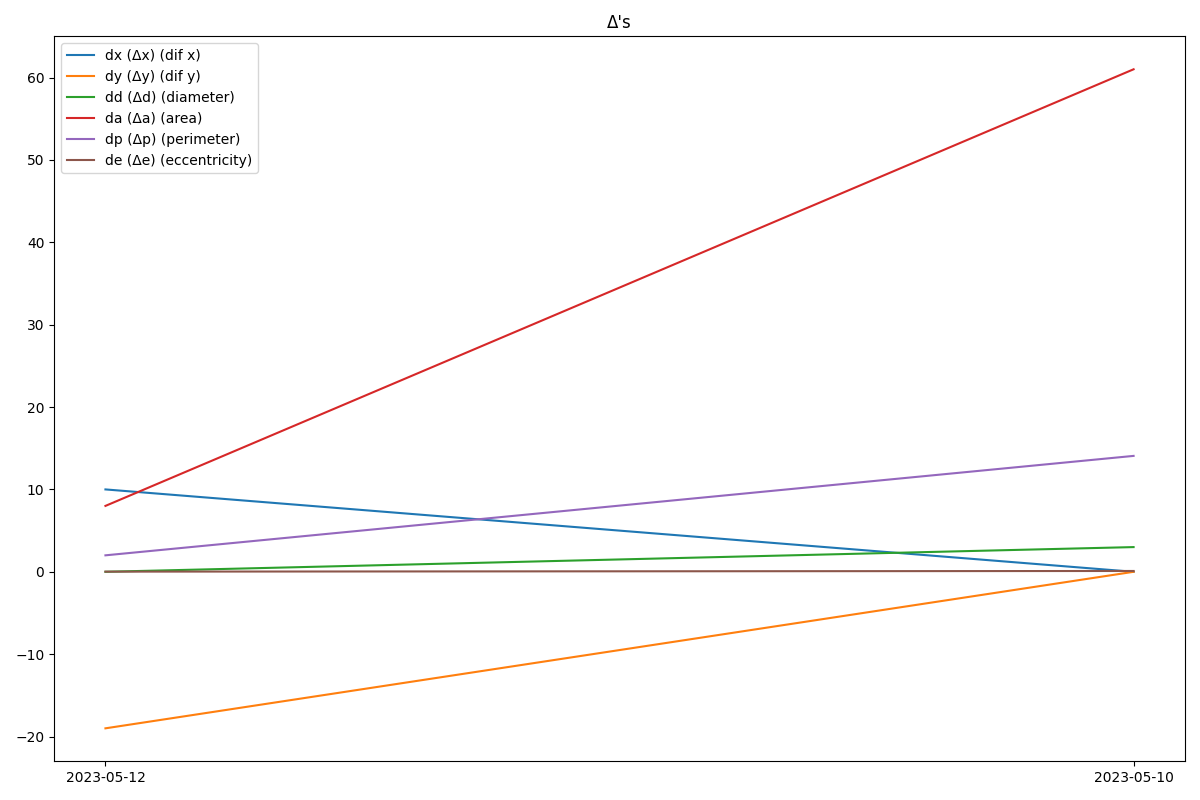 Δ's
dx (Δx) (dif x)
dy (Δy) (dif y)
dd (Δd) (diameter)
da (Δa) (area)
dp (Δp) (perimeter)
de (Δe) (eccentricity)
60
50
40
30
20
10
0
−10
−20
2023-05-12
2023-05-10